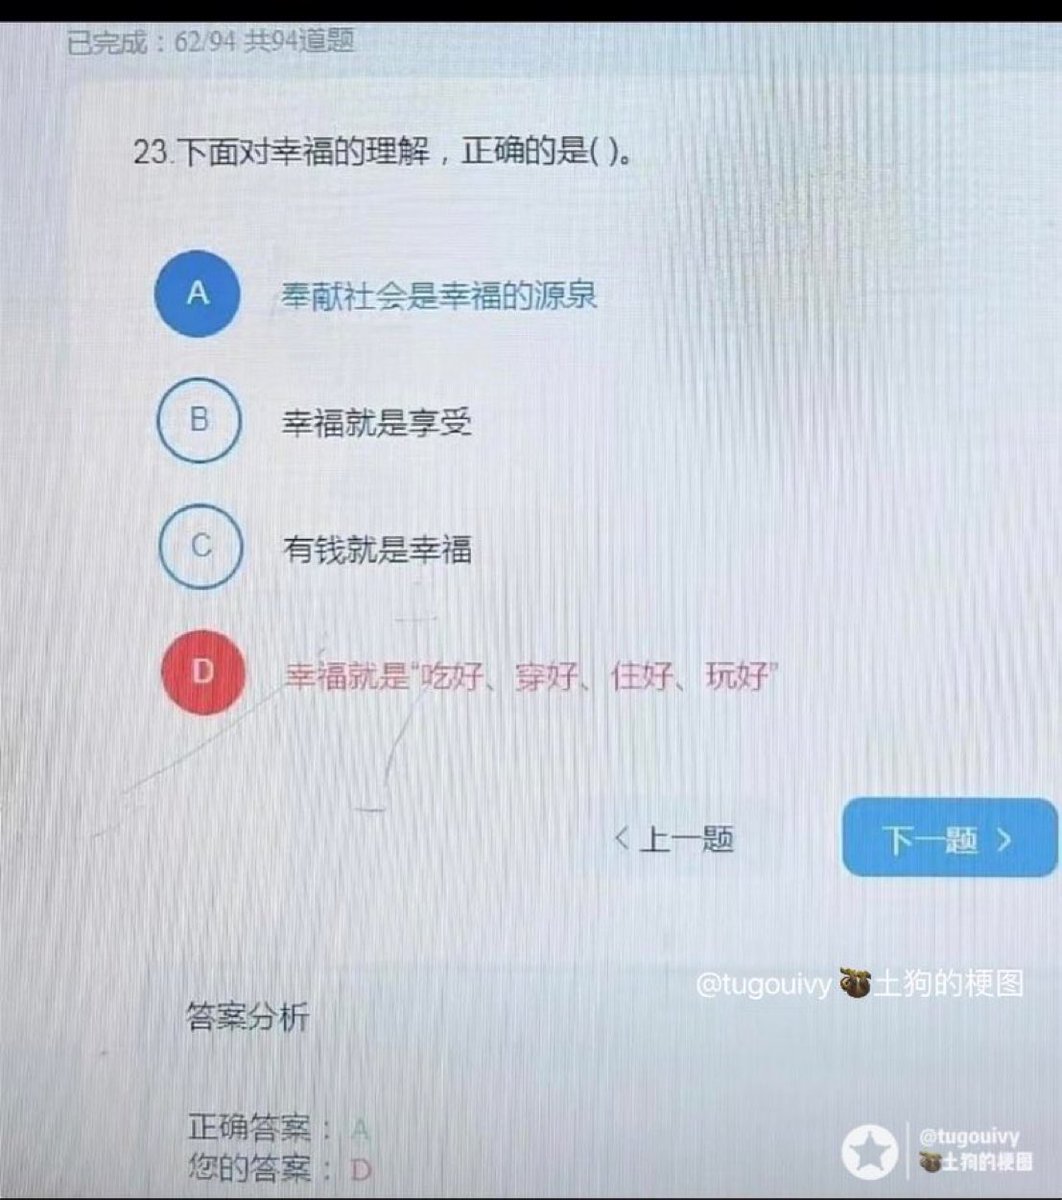 已完成：62/94 共94道题
23.下面对幸福的理解，正确的是( )。
A 奉献社会是幸福的源泉
B 幸福就是享受
C 有钱就是幸福
D 幸福就是“吃好、穿好、住好、玩好”
< 上一题 下一题 >
@tugouivy 土狗的梗图
答案分析
正确答案： A
您的答案： D
@tugouivy
土狗的梗图